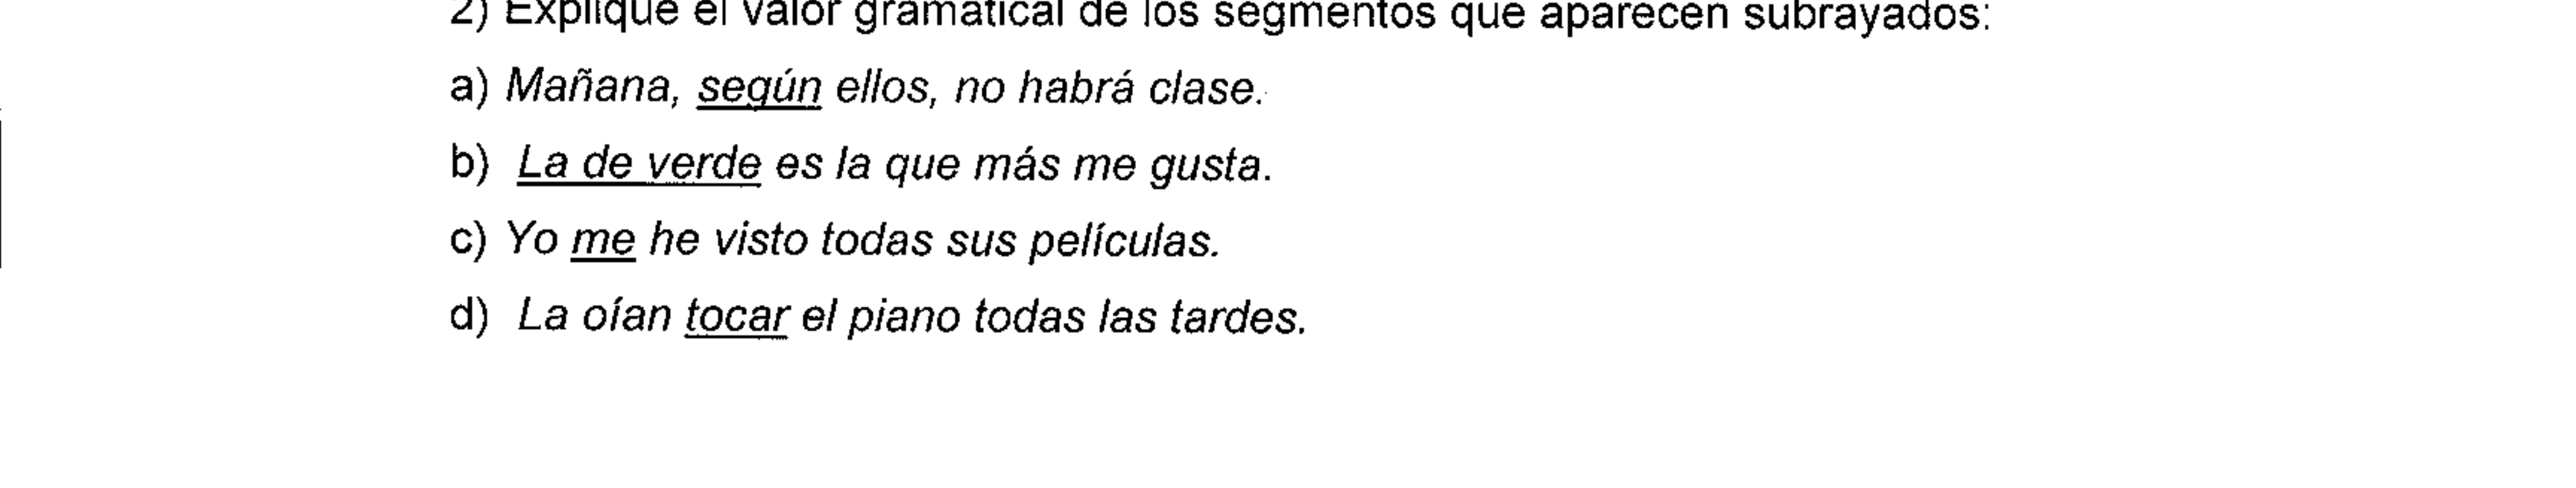 2) Explique el valor gramatical de los segmentos que aparecen subrayados:
a) Mañana, según ellos, no habrá clase.
b) La de verde es la que más me gusta.
c) Yo me he visto todas sus películas.
d) La oían tocar el piano todas las tardes.